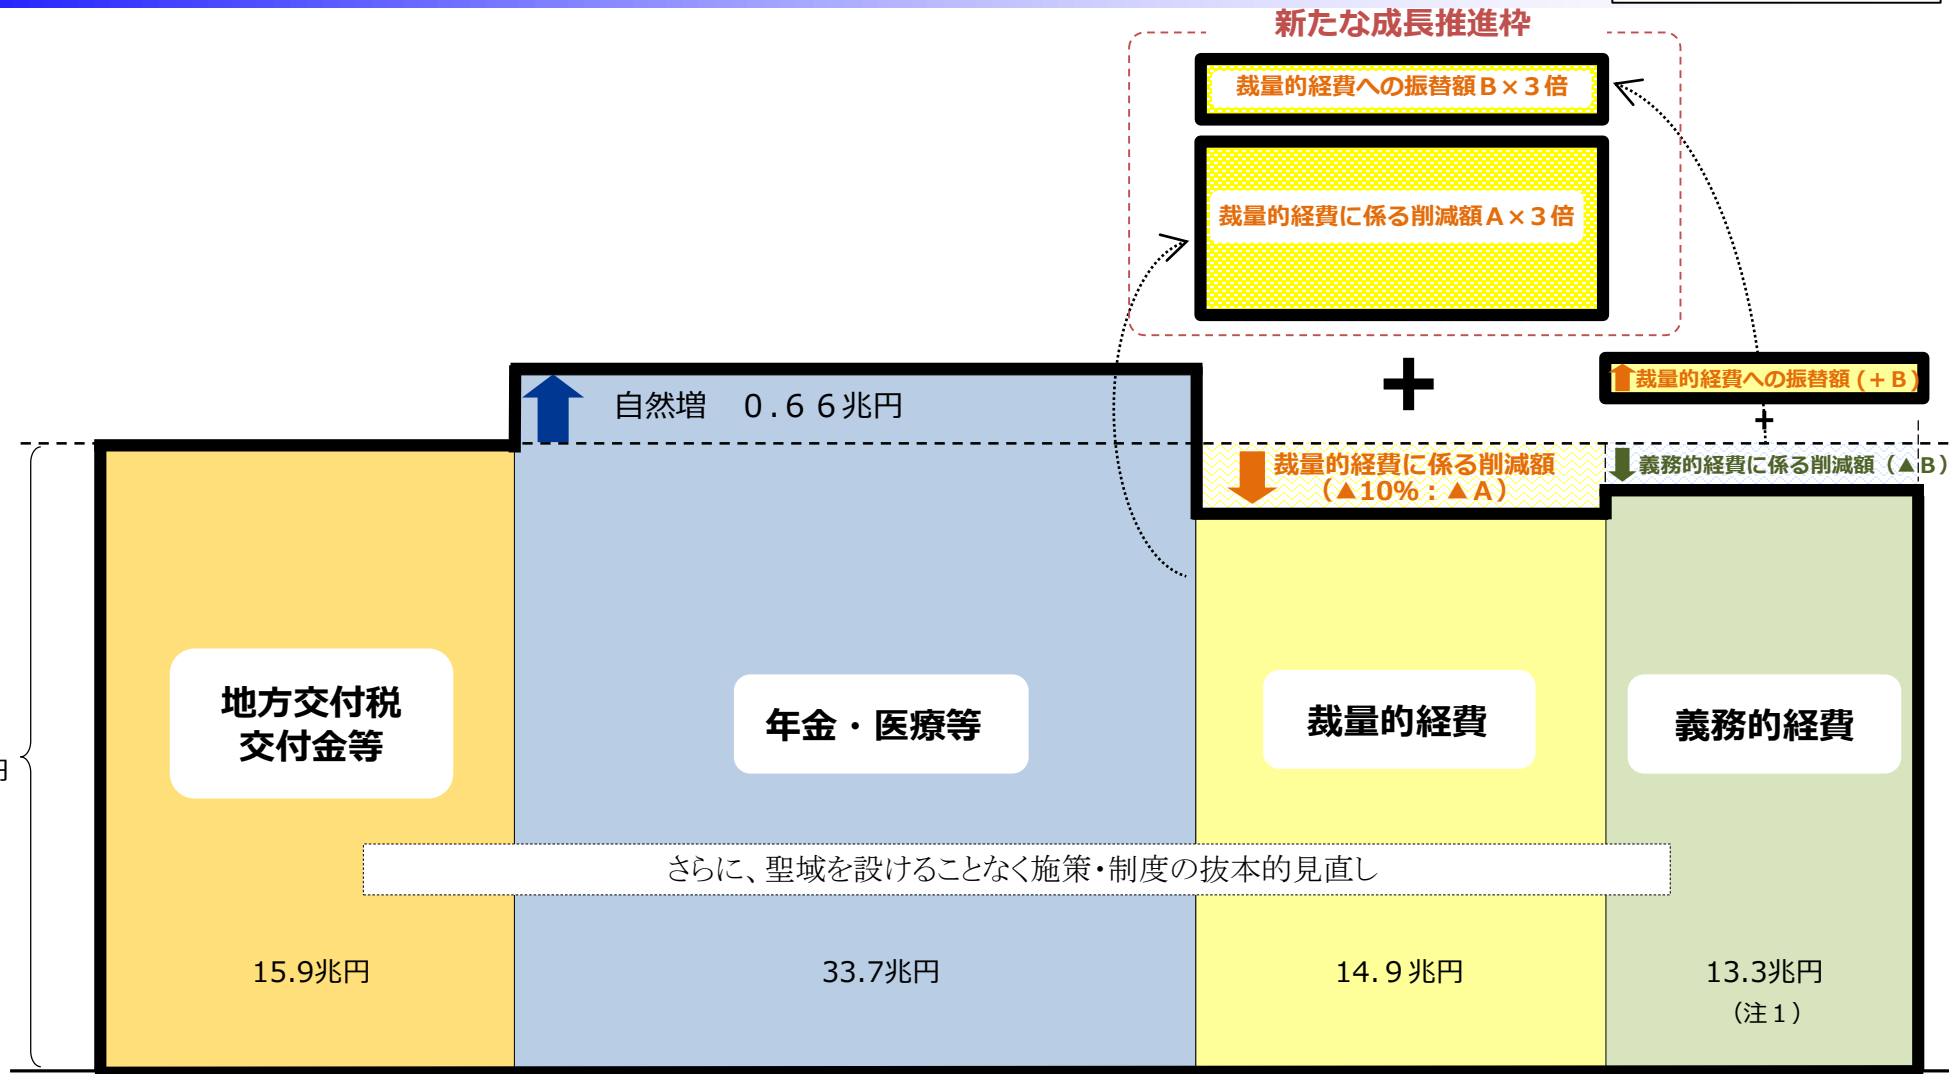 新たな成長推進枠
裁量的経費への振替額B×3倍
裁量的経費に係る削減額A×3倍
+
裁量的経費への振替額(+B)
+
自然増　0.66兆円
裁量的経費に係る削減額
(▲10%:▲A)
義務的経費に係る削減額(▲B)
地方交付税
交付金等
年金・医療等
裁量的経費
義務的経費
円
さらに、聖域を設けることなく施策・制度の抜本的見直し
15.9兆円
33.7兆円
14.9兆円
13.3兆円
(注1)